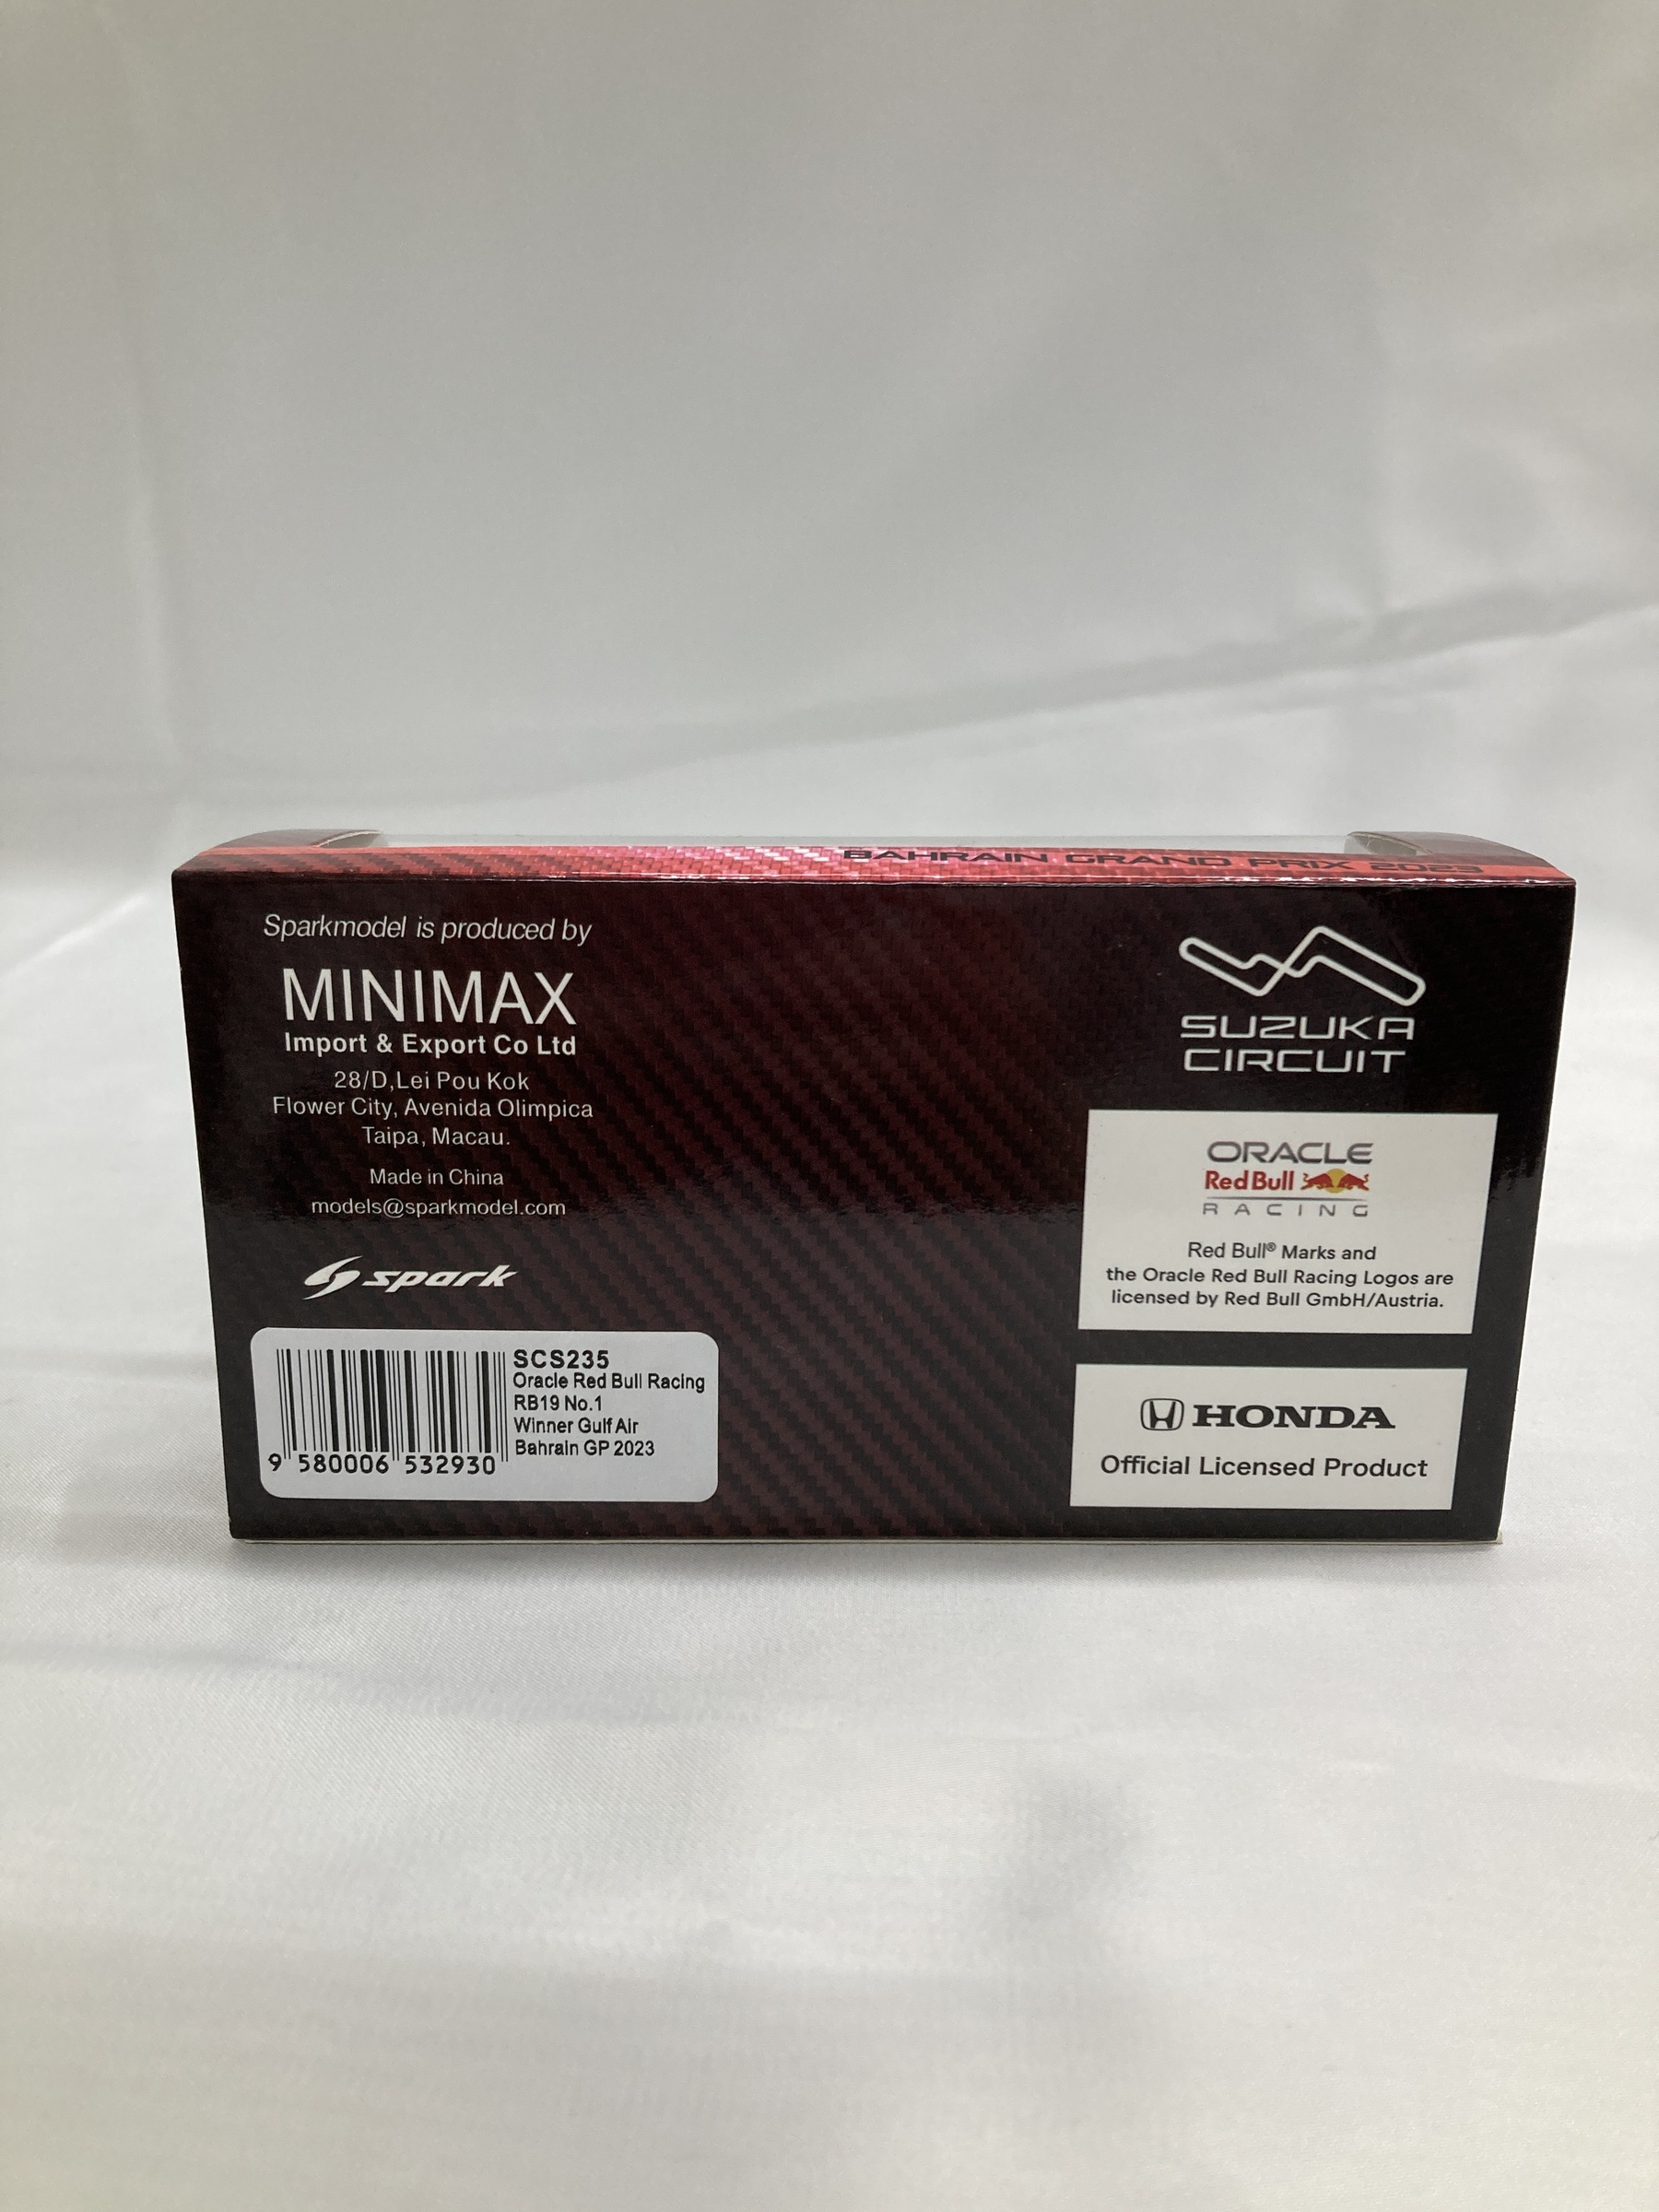 BAHRAIN GRAND PRIX 2023
Sparkmodel is produced by
MINIMAX
Import & Export Co Ltd
28/D,Lei Pou Kok
Flower City, Avenida Olimpica
Taipa, Macau.
Made in China
models@sparkmodel.com
spark
SCS235
Oracle Red Bull Racing
RB19 No.1
Winner Gulf Air
Bahrain GP 2023
9 580006 532930
SUZUKA
CIRCUIT
ORACLE
Red Bull
RACING
Red Bull® Marks and
the Oracle Red Bull Racing Logos are
licensed by Red Bull GmbH/Austria.
HONDA
Official Licensed Product